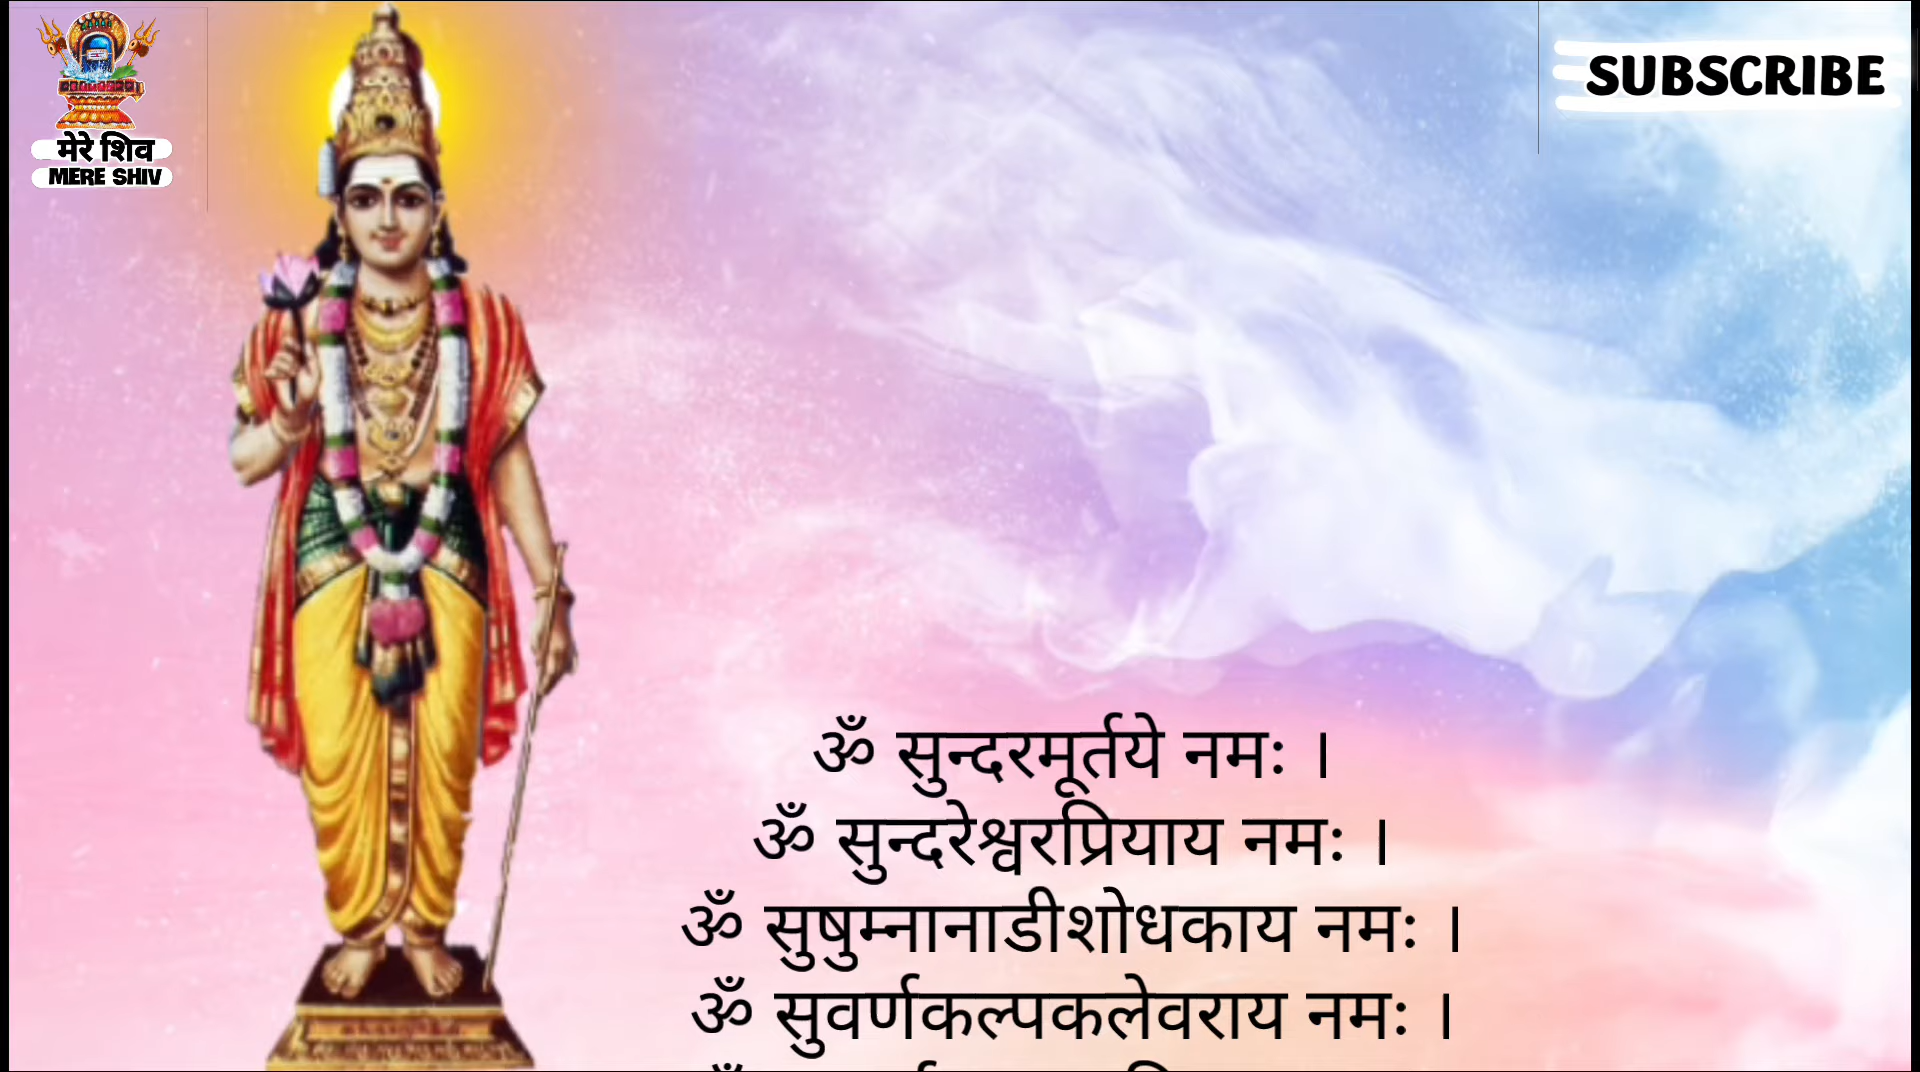 मेरे शिव
MERE SHIV
SUBSCRIBE
ॐ सुन्दरमूर्तये नमः ।
ॐ सुन्दरेश्वरप्रियाय नमः ।
ॐ सुषुम्नानाडीशोधकाय नमः ।
ॐ सुवर्णकल्पकलेवराय नमः ।